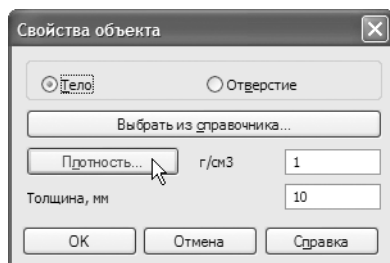 Свойства объекта
Тело Отверстие
Выбрать из справочника...
Плотность... г/см3 1
Толщина, мм 10
OK Отмена Справка